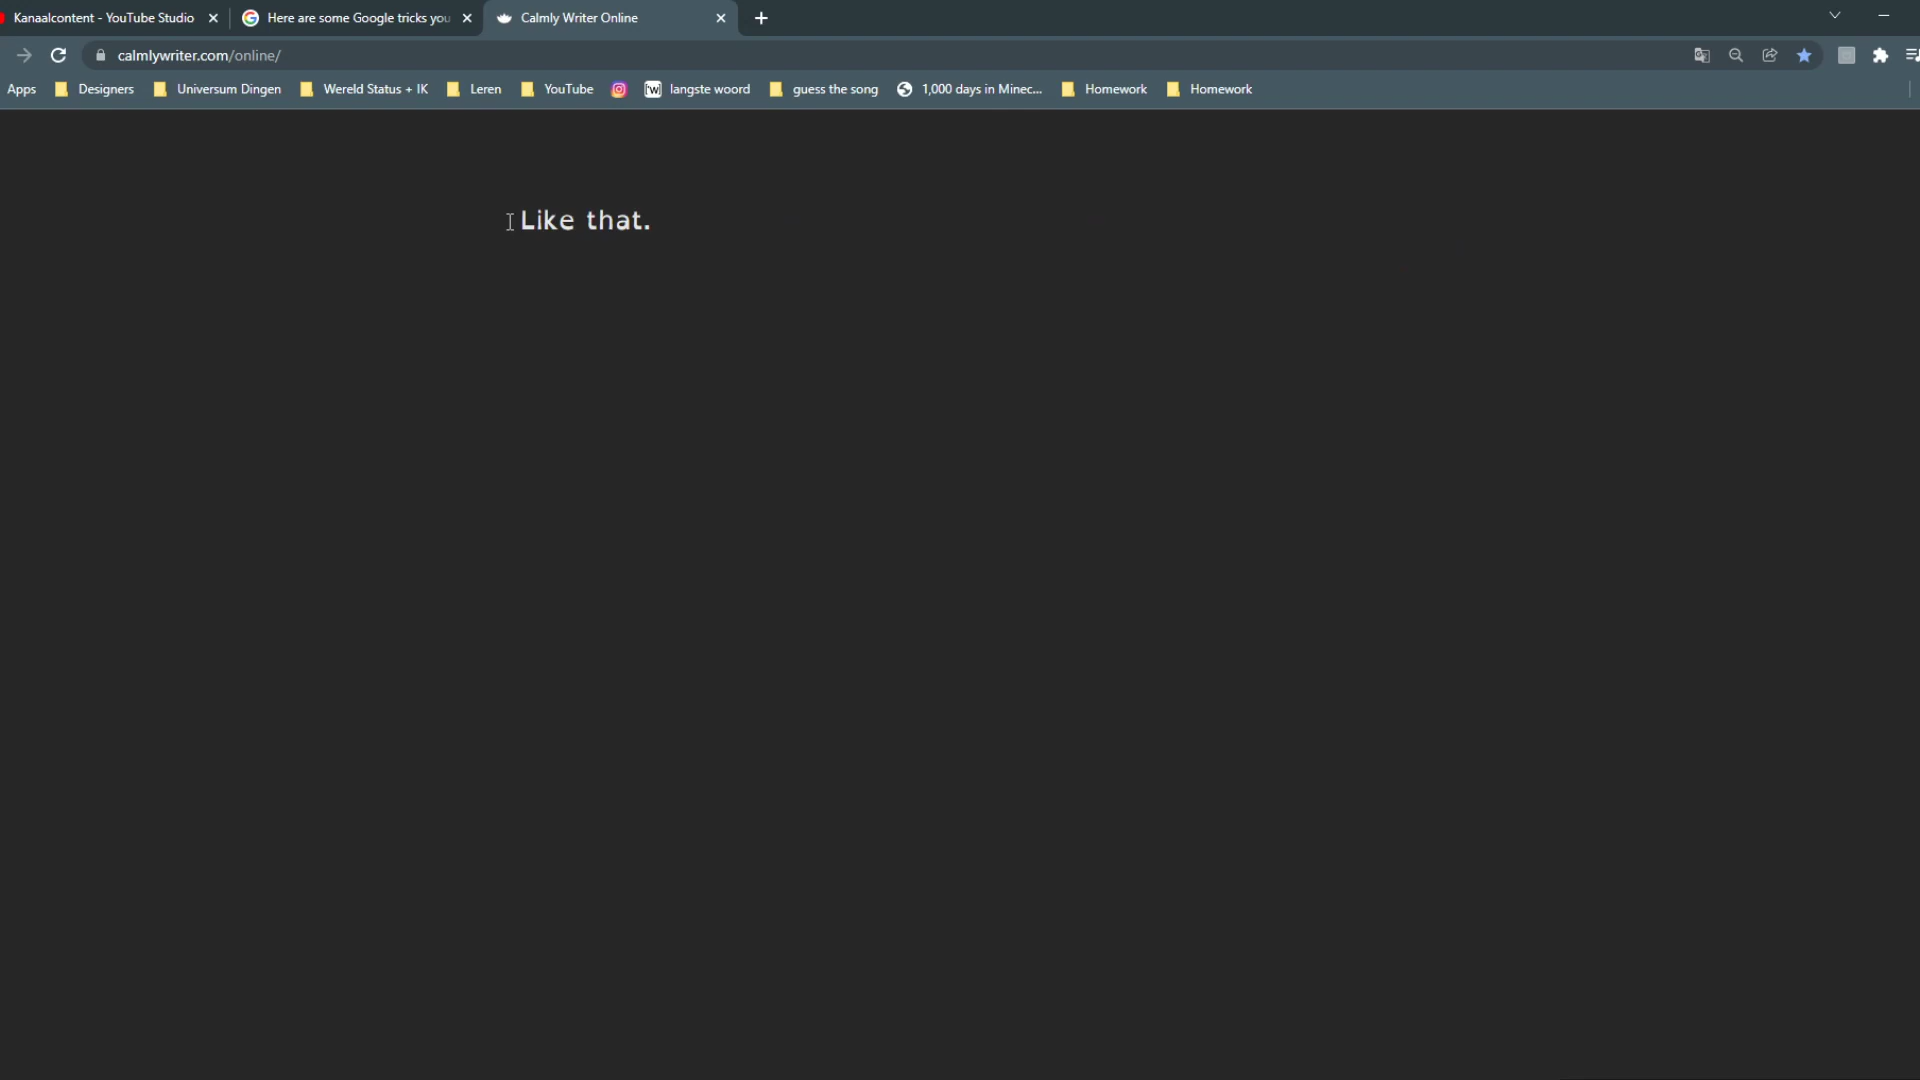 Kanaalcontent - YouTube Studio
Here are some Google tricks you
Calmly Writer Online
calmlywriter.com/online/
Apps
Designers
Universum Dingen
Wereld Status + IK
Leren
YouTube
[w] langste woord
guess the song
1,000 days in Minec...
Homework
Homework
Like that.